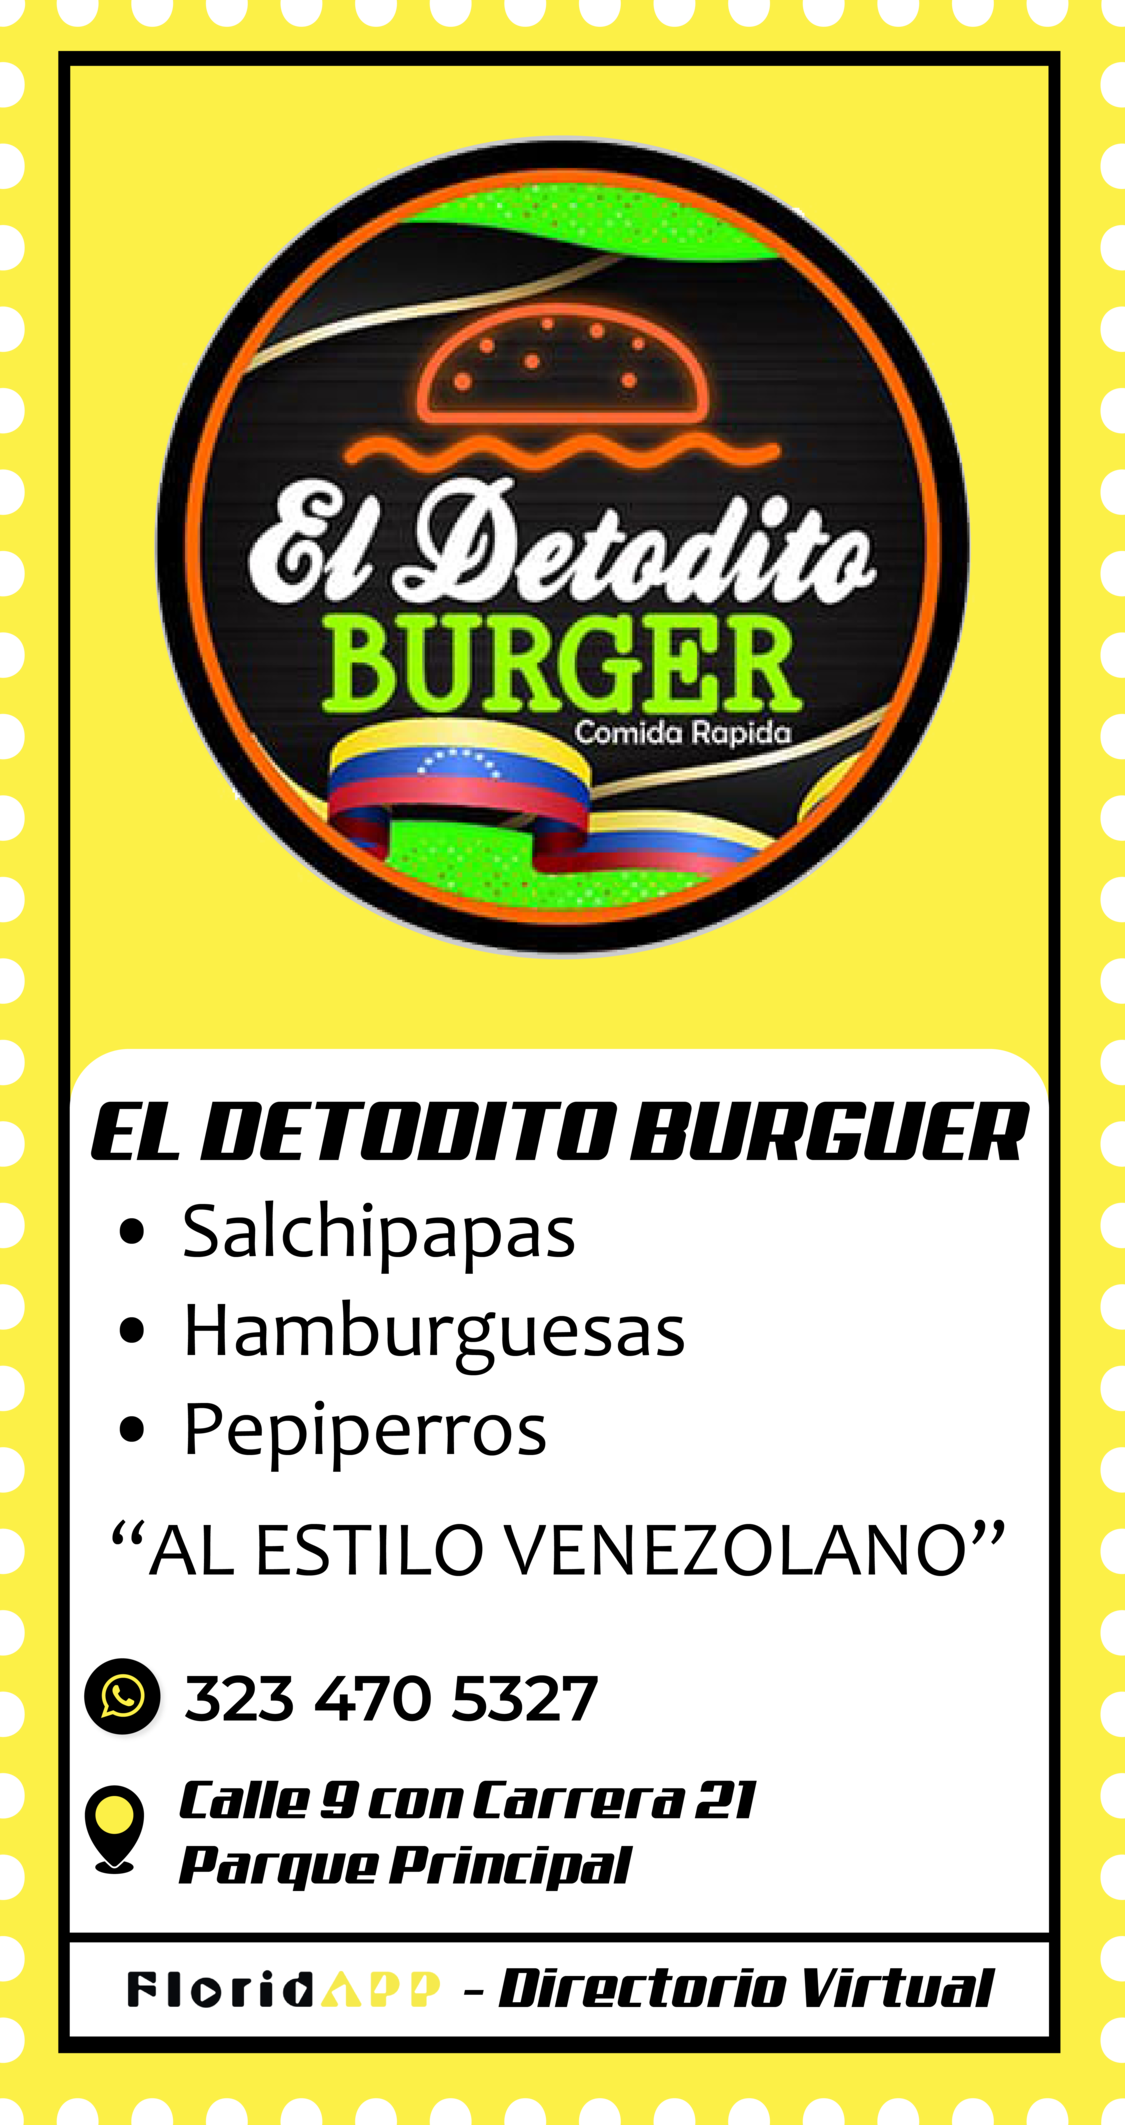 El Detodito
BURGER
Comida Rapida
EL DETODITO BURGUER
• Salchipapas
• Hamburguesas
• Pepiperros
“AL ESTILO VENEZOLANO”
323 470 5327
Calle 9 con Carrera 21
Parque Principal
FloridAPP - Directorio Virtual